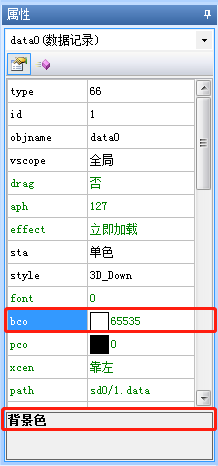 属性
data0(数据记录)
type 66
id 1
objname data0
vscope 全局
drag 否
aph 127
effect 立即加载
sta 单色
style 3D_Down
font 0
bco 65535
pco 0
xcen 靠左
path sd0/1.data
背景色